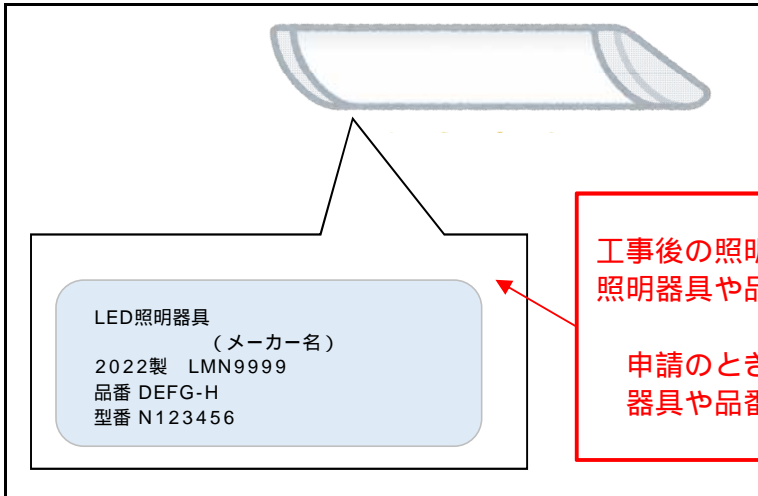 LED照明器具
（メーカー名）
2022製　LMN9999
品番 DEFG-H
型番 N123456
工事後の照明
照明器具や品
申請のとき
器具や品番